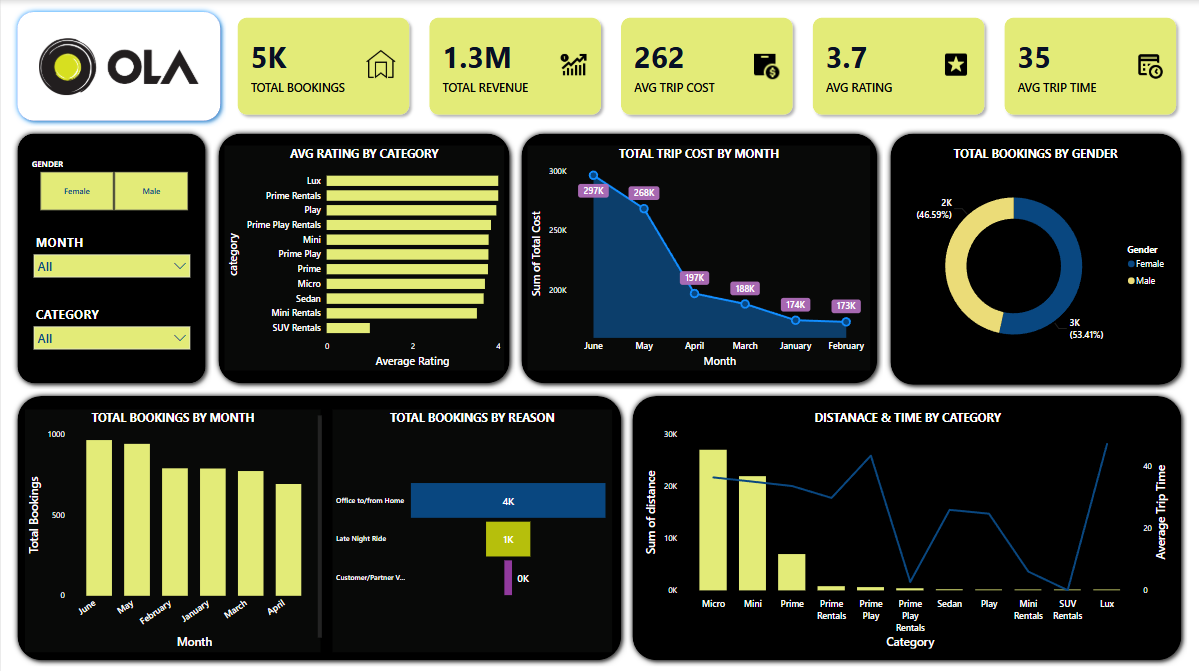 OLA
5K
TOTAL BOOKINGS
1.3M
TOTAL REVENUE
262
AVG TRIP COST
3.7
AVG RATING
35
AVG TRIP TIME
GENDER
Female
Male
MONTH
All
CATEGORY
All
AVG RATING BY CATEGORY
category
Lux
Prime Rentals
Play
Prime Play Rentals
Mini
Prime Play
Prime
Micro
Sedan
Mini Rentals
SUV Rentals
0 2 4
Average Rating
TOTAL TRIP COST BY MONTH
Sum of Total Cost
300K
250K
200K
297K
268K
197K
188K
174K
173K
June May April March January February
Month
TOTAL BOOKINGS BY GENDER
2K
(46.59%)
3K
(53.41%)
Gender
Female
Male
TOTAL BOOKINGS BY MONTH
Total Bookings
1000
500
0
June May February January March April
Month
TOTAL BOOKINGS BY REASON
Office to/from Home
4K
Late Night Ride
1K
Customer/Partner V...
0K
DISTANACE & TIME BY CATEGORY
Sum of distance
30K
20K
10K
0K
40
20
0
Average Trip Time
Micro Mini Prime Prime Rentals Prime Play Prime Play Rentals Sedan Play Mini Rentals SUV Rentals Lux
Category